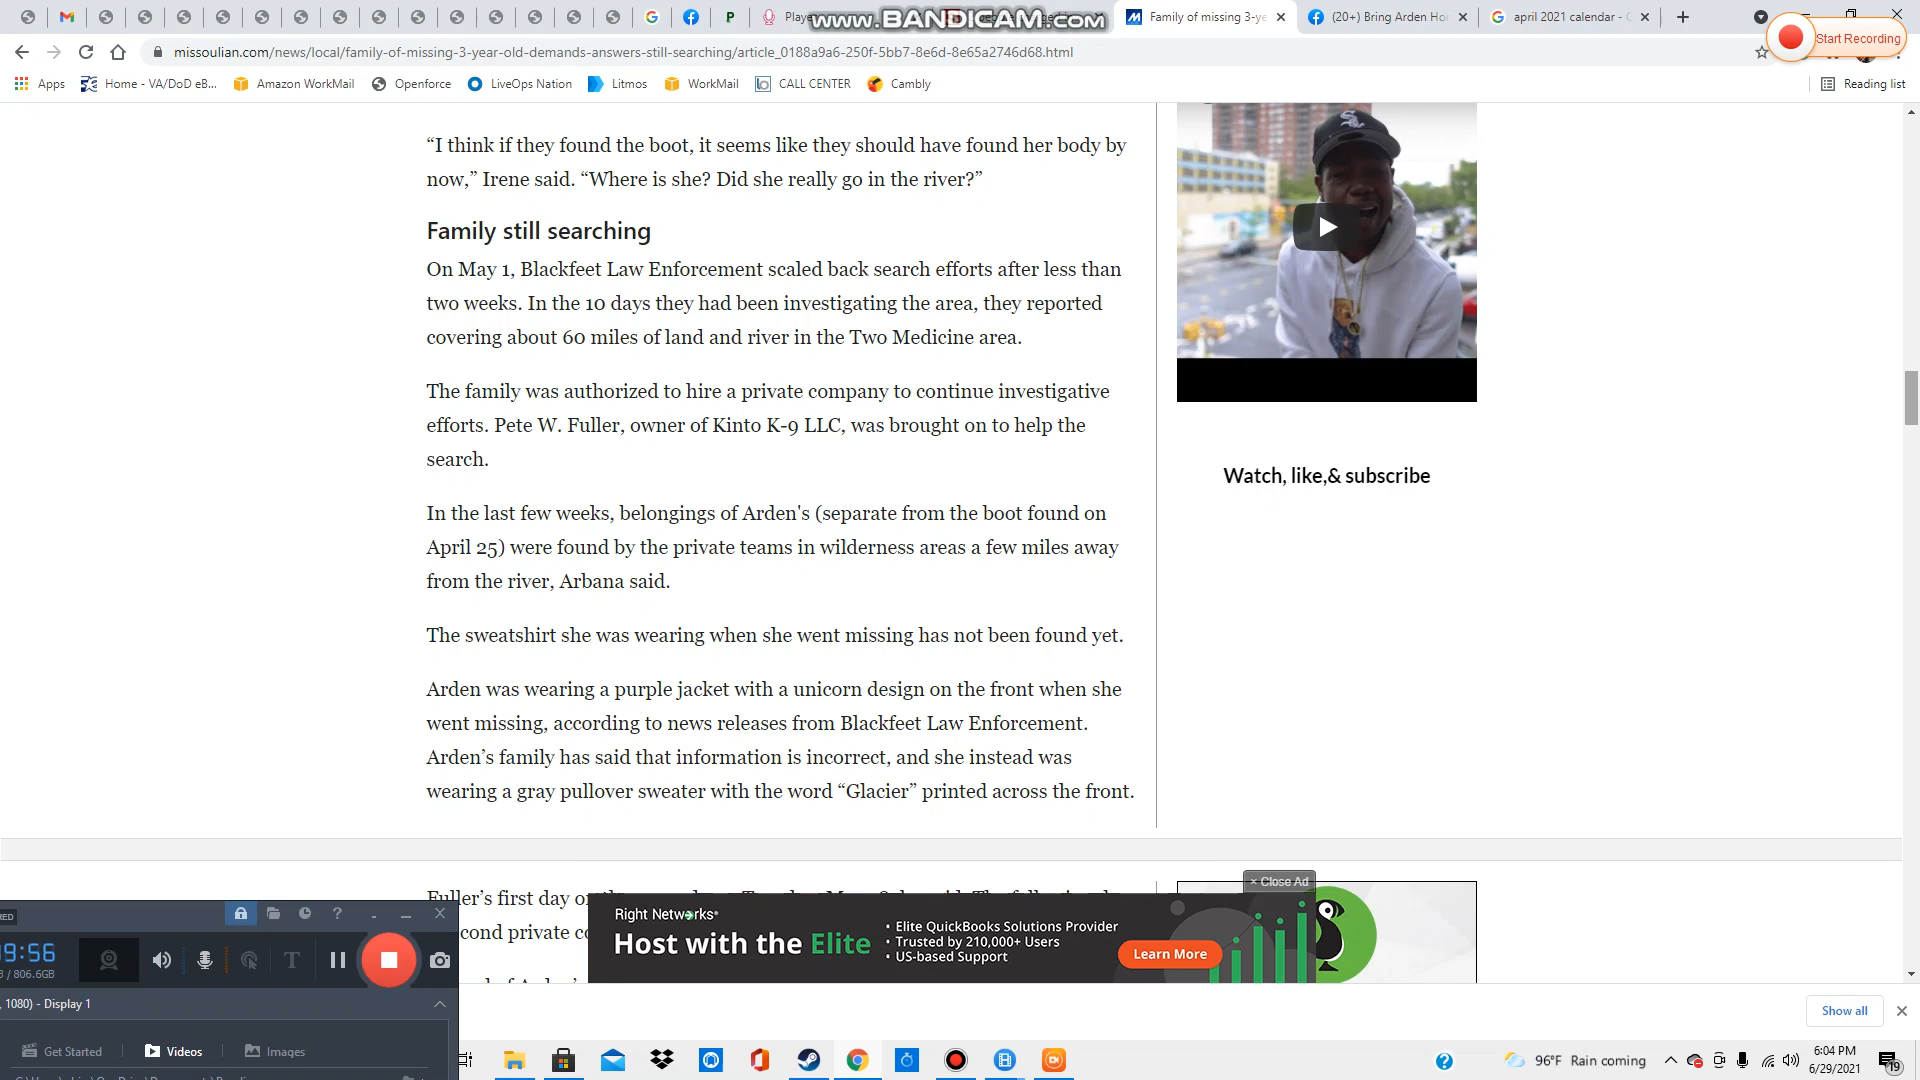 Playe
www.BANDICAM.com
Family of missing 3-ye
(20+) Bring Arden Ho
april 2021 calendar -
Start Recording
missoulian.com/news/local/family-of-missing-3-year-old-demands-answers-still-searching/article_0188a9a6-250f-5bb7-8e6d-8e65a2746d68.html
Apps
Home - VA/DoD eB...
Amazon WorkMail
Openforce
LiveOps Nation
Litmos
WorkMail
CALL CENTER
Cambly
Reading list
“I think if they found the boot, it seems like they should have found her body by
now,” Irene said. “Where is she? Did she really go in the river?”
Family still searching
On May 1, Blackfeet Law Enforcement scaled back search efforts after less than
two weeks. In the 10 days they had been investigating the area, they reported
covering about 60 miles of land and river in the Two Medicine area.
The family was authorized to hire a private company to continue investigative
efforts. Pete W. Fuller, owner of Kinto K-9 LLC, was brought on to help the
search.
In the last few weeks, belongings of Arden's (separate from the boot found on
April 25) were found by the private teams in wilderness areas a few miles away
from the river, Arbana said.
The sweatshirt she was wearing when she went missing has not been found yet.
Arden was wearing a purple jacket with a unicorn design on the front when she
went missing, according to news releases from Blackfeet Law Enforcement.
Arden’s family has said that information is incorrect, and she instead was
wearing a gray pullover sweater with the word “Glacier” printed across the front.
Watch, like,& subscribe
Fuller’s first day
cond private
× Close Ad
Right Networks
Host with the Elite
• Elite QuickBooks Solutions Provider
• Trusted by 210,000+ Users
• US-based Support
Learn More
RED
9:56
/ 806.6GB
1080) - Display 1
Get Started
Videos
Images
Show all
96°F Rain coming
6:04 PM
6/29/2021
19